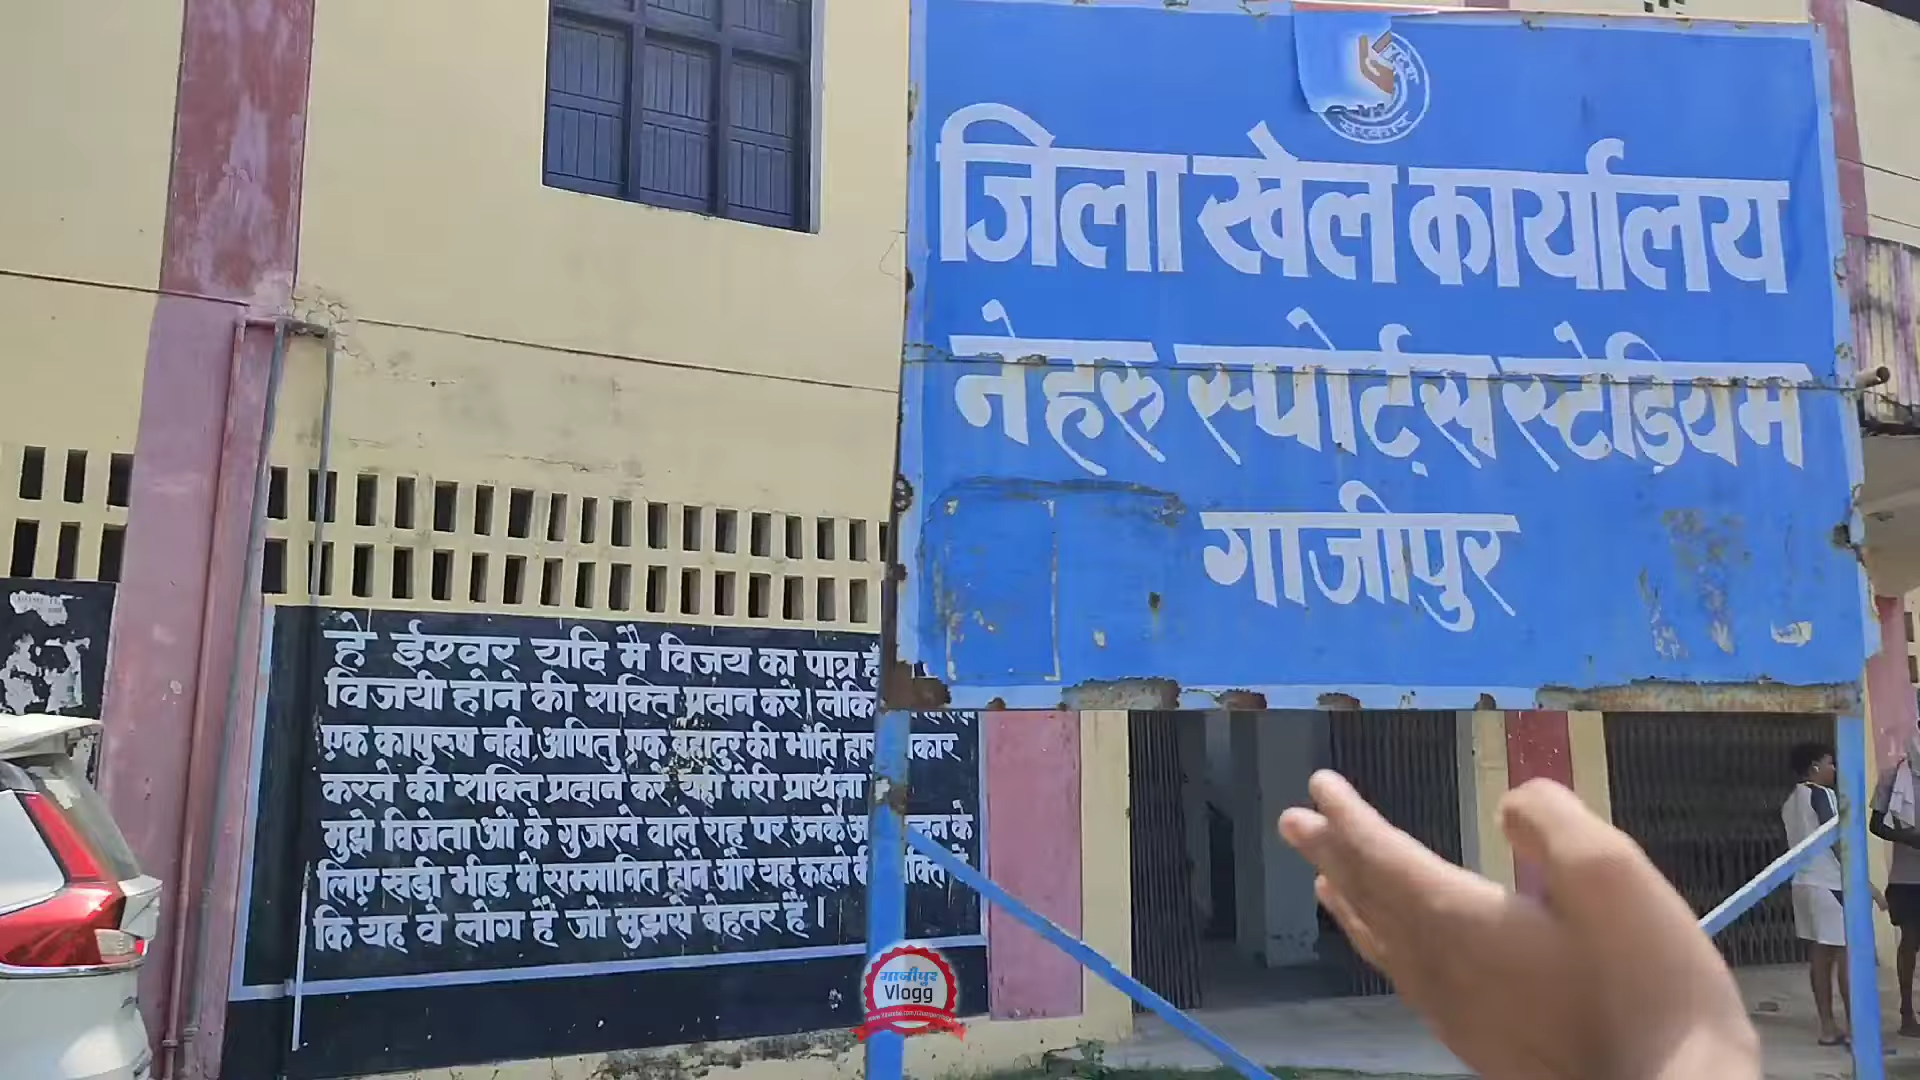 सरकार
जिला खेल कार्यालय
नेहरु स्पोर्ट्स स्टेड़ियम
गाजीपुर
हे ईश्वर यदि मै विजय का पात्र
विजयी होने की शक्ति प्रदान करे। लेकि
एक कापुरुष नही, अपितु एक बहादुर की भाँति हार कार
करने की शक्ति प्रदान करे, यही मेरी प्रार्थना
मुझे विजेताओं के गुजरने वाले राह पर उनके के
लिए खडी भीड में सम्मानित होने और यह कहने की
कि यह वे लोग हैं जो मुझसे बेहतर हैं।
गाजीपुर
Vlogg